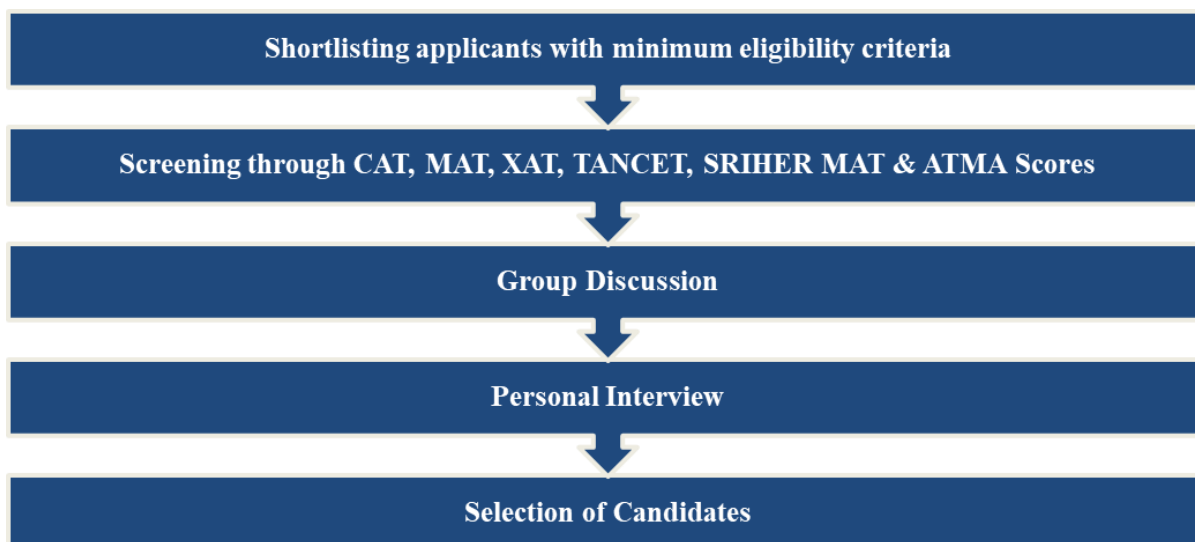 Shortlisting applicants with minimum eligibility criteria
Screening through CAT, MAT, XAT, TANCET, SRIHER MAT & ATMA Scores
Group Discussion
Personal Interview
Selection of Candidates